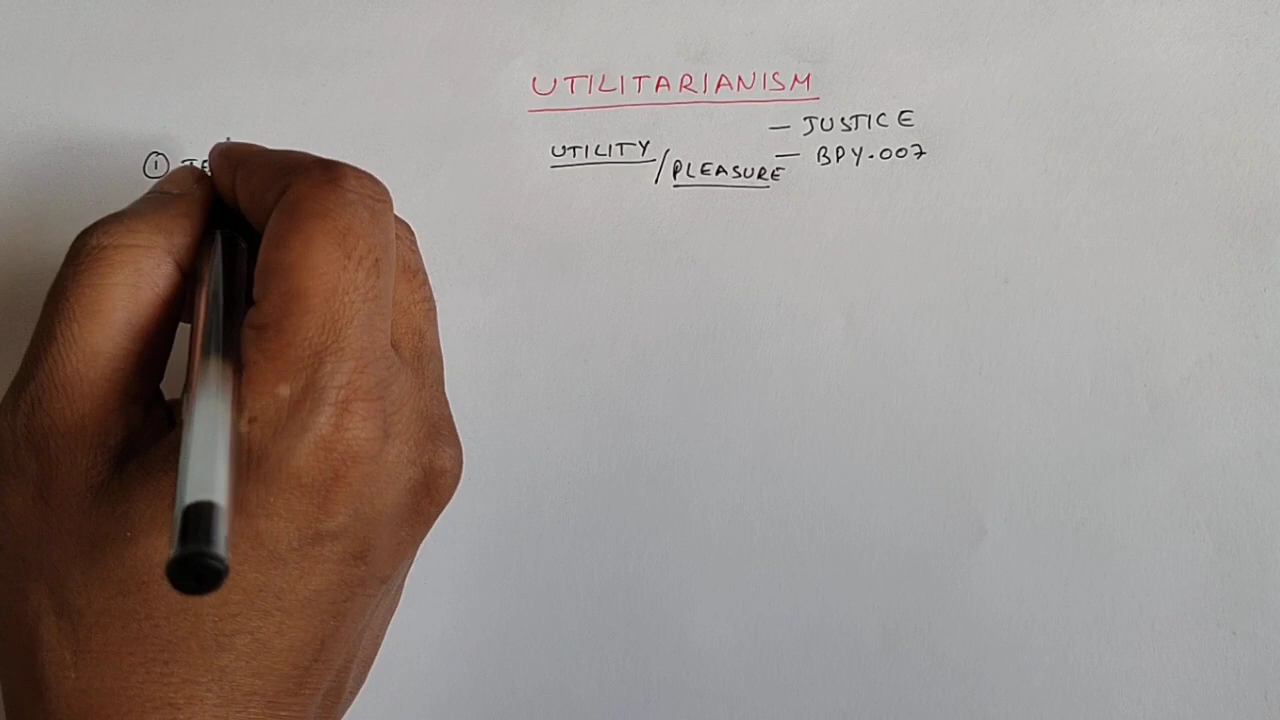 UTILITARIANISM
— JUSTICE
UTILITY / PLEASURE — BPY-007
①